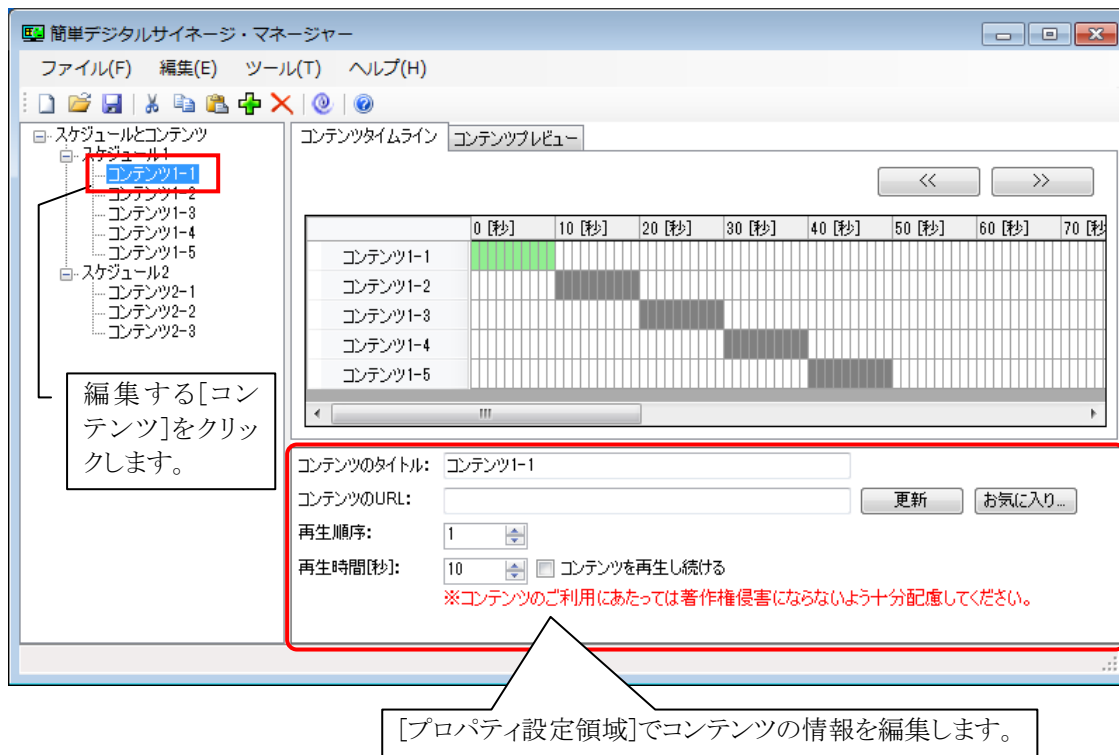 簡単デジタルサイネージ・マネージャー
ファイル(F) 編集(E) ツール(T) ヘルプ(H)
スケジュールとコンテンツ
スケジュール1
コンテンツ1-1
コンテンツ1-2
コンテンツ1-3
コンテンツ1-4
コンテンツ1-5
スケジュール2
コンテンツ2-1
コンテンツ2-2
コンテンツ2-3
編集する[コン
テンツ]をクリッ
クします。
コンテンツタイムライン コンテンツプレビュー
<< >>
0 [秒] 10 [秒] 20 [秒] 30 [秒] 40 [秒] 50 [秒] 60 [秒] 70 [秒
コンテンツ1-1
コンテンツ1-2
コンテンツ1-3
コンテンツ1-4
コンテンツ1-5
コンテンツのタイトル: コンテンツ1-1
コンテンツのURL: 更新 お気に入り...
再生順序: 1
再生時間[秒]: 10 コンテンツを再生し続ける
※コンテンツのご利用にあたっては著作権侵害にならないよう十分配慮してください。
[プロパティ設定領域]でコンテンツの情報を編集します。